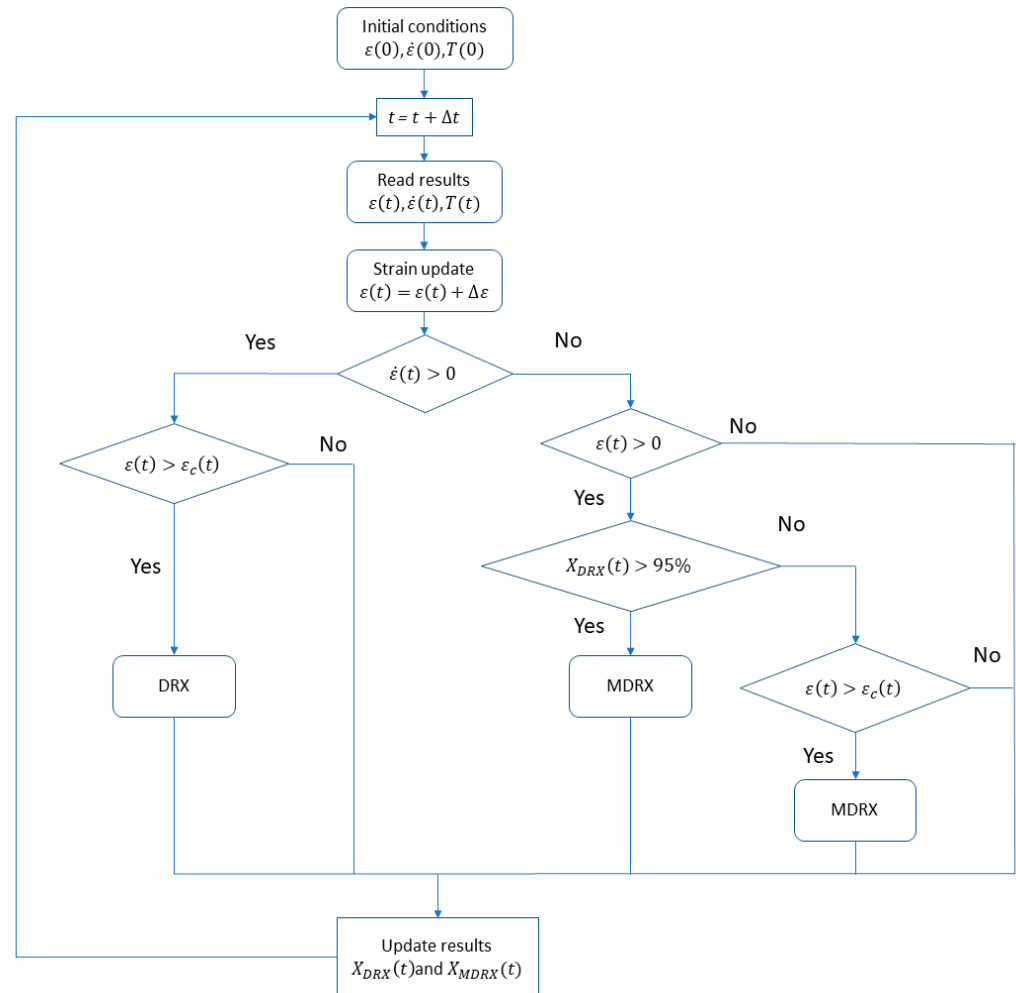 Initial conditions
ε(0),ε̇(0),T(0)
t = t + Δt
Read results
ε(t),ε̇(t),T(t)
Strain update
ε(t) = ε(t) + Δε
Yes
No
ε̇(t) > 0
No
ε(t) > 0
No
ε(t) > ε_c(t)
Yes
No
X_DRX(t) > 95%
Yes
Yes
No
DRX
MDRX
ε(t) > ε_c(t)
Yes
MDRX
Update results
X_DRX(t)and X_MDRX(t)